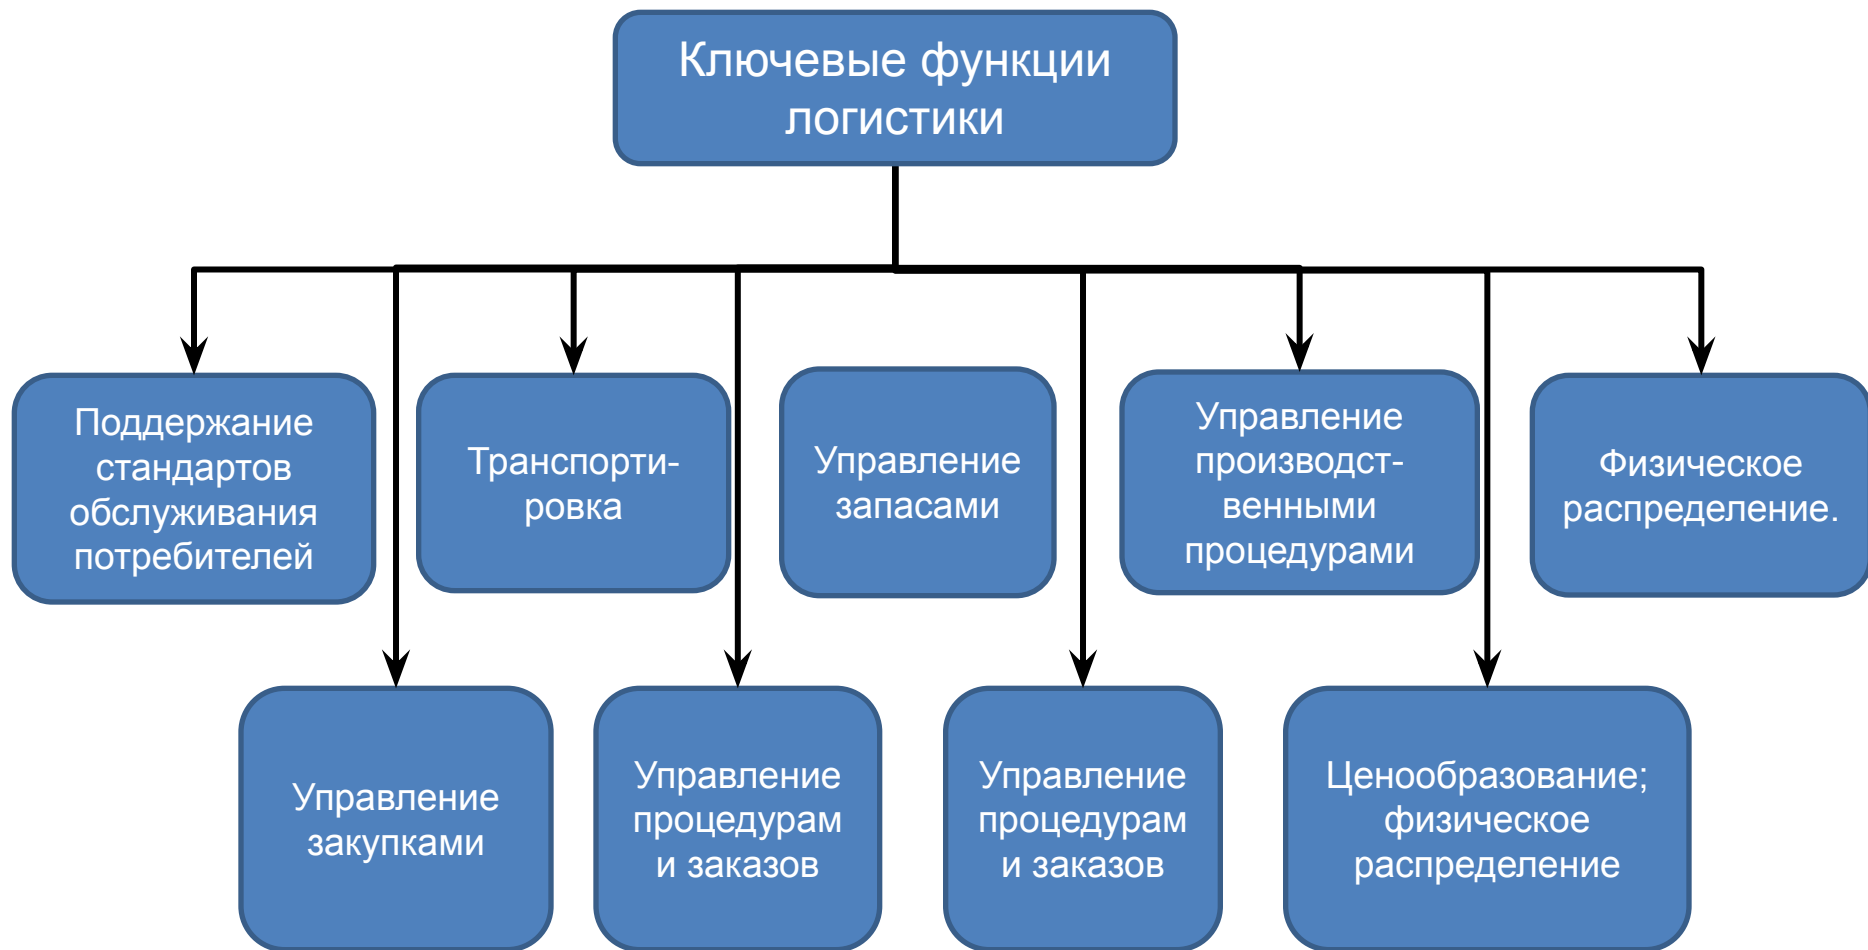 Ключевые функции
логистики
Поддержание
стандартов
обслуживания
потребителей
Транспорти-
ровка
Управление
запасами
Управление
производст-
венными
процедурами
Физическое
распределение.
Управление
закупками
Управление
процедурам
и заказов
Управление
процедурам
и заказов
Ценообразование;
физическое
распределение